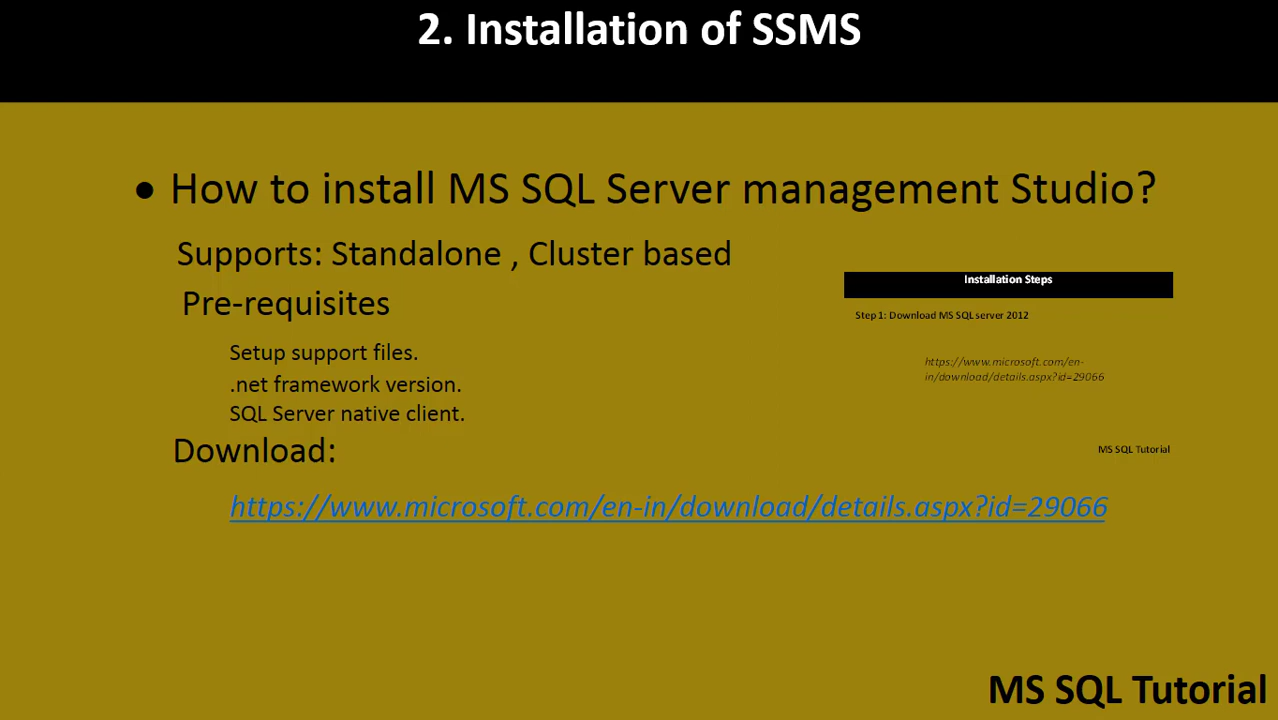 2. Installation of SSMS
• How to install MS SQL Server management Studio?
Supports: Standalone , Cluster based
Pre-requisites
Setup support files.
.net framework version.
SQL Server native client.
Download:
https://www.microsoft.com/en-in/download/details.aspx?id=29066
Installation Steps
Step 1: Download MS SQL server 2012
https://www.microsoft.com/en-
in/download/details.aspx?id=29066
MS SQL Tutorial
MS SQL Tutorial